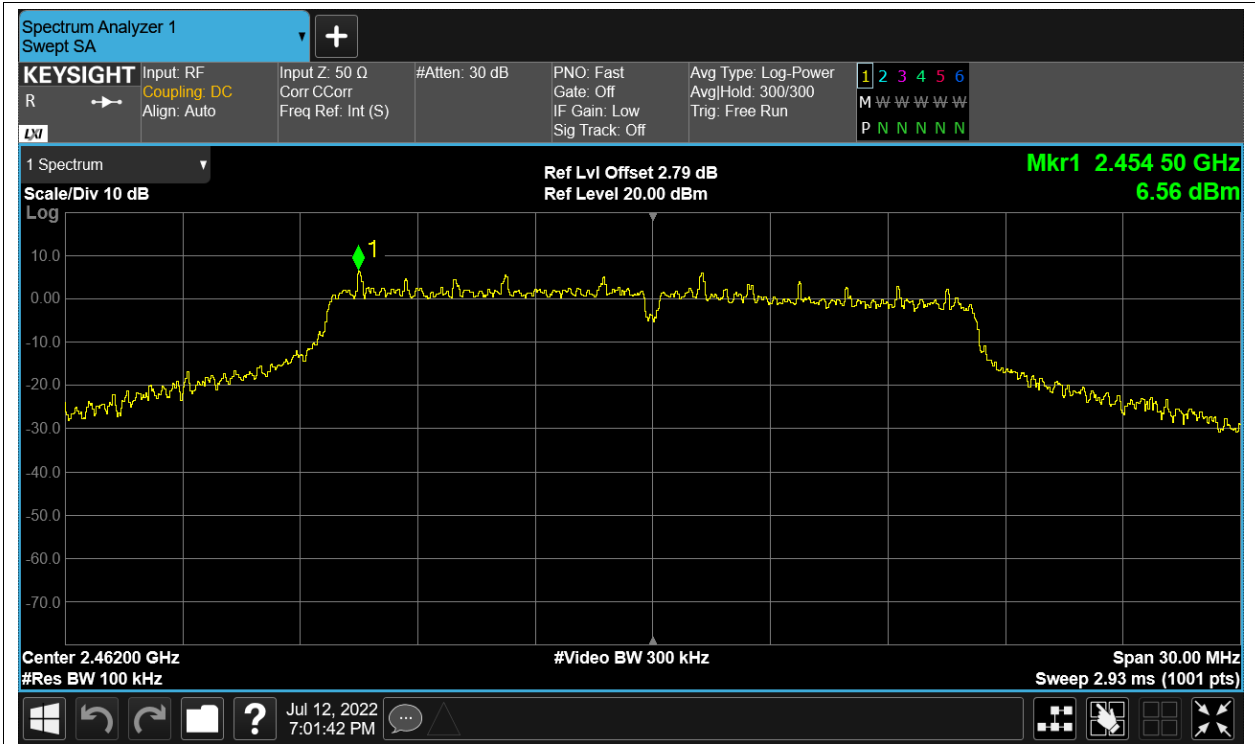 Spectrum Analyzer 1
Swept SA
KEYSIGHT
R
LXI
Input: RF
Coupling: DC
Align: Auto
Input Z: 50 Ω
Corr CCorr
Freq Ref: Int (S)
#Atten: 30 dB
PNO: Fast
Gate: Off
IF Gain: Low
Sig Track: Off
Avg Type: Log-Power
Avg|Hold: 300/300
Trig: Free Run
1 2 3 4 5 6
M W W W W W
P N N N N N
1 Spectrum
Scale/Div 10 dB
Log
Ref Lvl Offset 2.79 dB
Ref Level 20.00 dBm
Mkr1 2.454 50 GHz
6.56 dBm
1
10.0
0.00
-10.0
-20.0
-30.0
-40.0
-50.0
-60.0
-70.0
Center 2.46200 GHz
#Res BW 100 kHz
#Video BW 300 kHz
Span 30.00 MHz
Sweep 2.93 ms (1001 pts)
?
Jul 12, 2022
7:01:42 PM